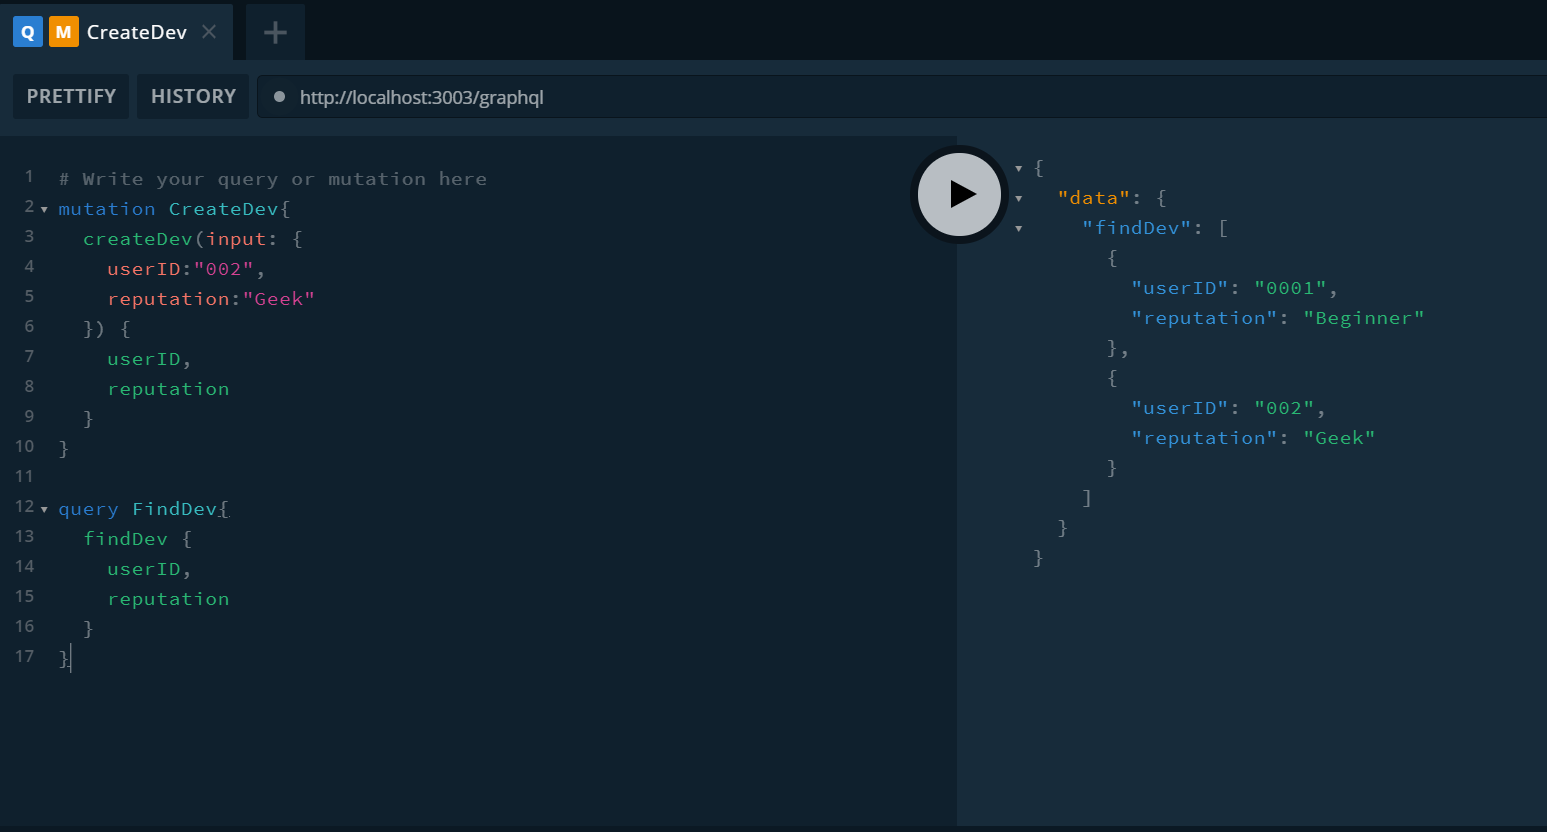 Q M CreateDev
PRETTIFY HISTORY http://localhost:3003/graphql
1 # Write your query or mutation here
2 mutation CreateDev{
3   createDev(input: {
4     userID:"002",
5     reputation:"Geek"
6   }) {
7     userID,
8     reputation
9   }
10 }
11
12 query FindDev{
13   findDev {
14     userID,
15     reputation
16   }
17 }
{
  "data": {
    "findDev": [
      {
        "userID": "0001",
        "reputation": "Beginner"
      },
      {
        "userID": "002",
        "reputation": "Geek"
      }
    ]
  }
}